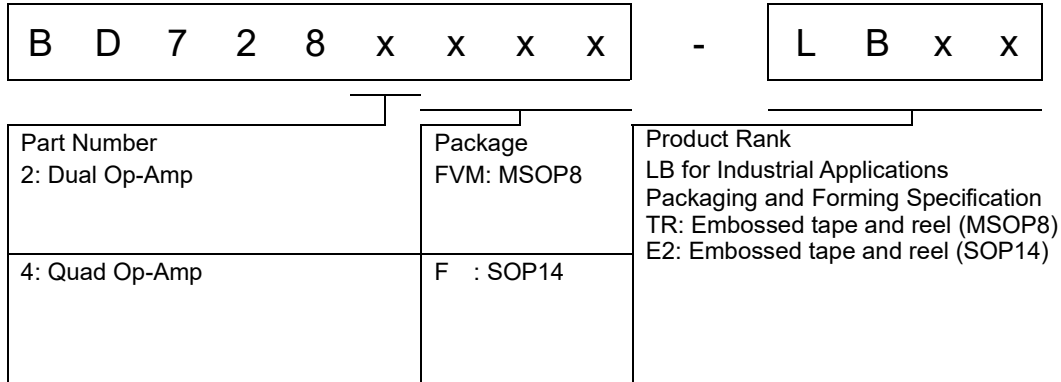 B D 7 2 8 x x x x - L B x x
Part Number
2: Dual Op-Amp
4: Quad Op-Amp
Package
FVM: MSOP8
F : SOP14
Product Rank
LB for Industrial Applications
Packaging and Forming Specification
TR: Embossed tape and reel (MSOP8)
E2: Embossed tape and reel (SOP14)